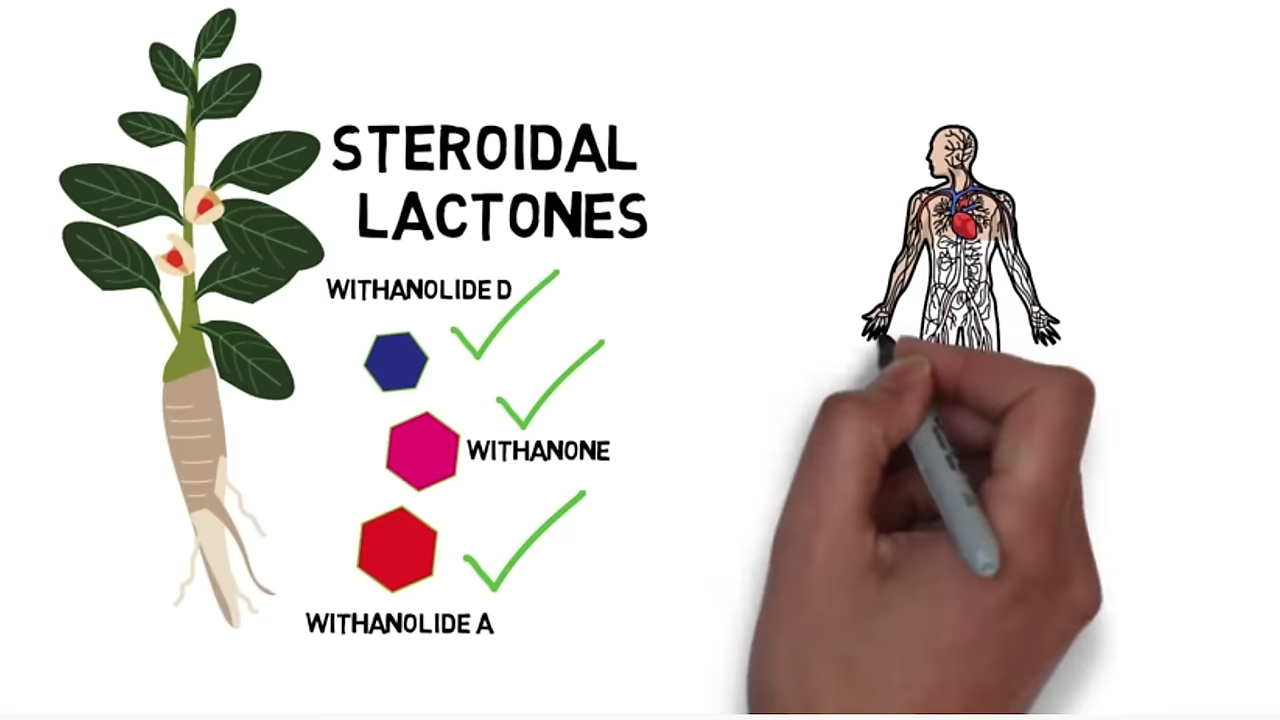 STEROIDAL
LACTONES
WITHANOLIDE D
WITHANONE
WITHANOLIDE A